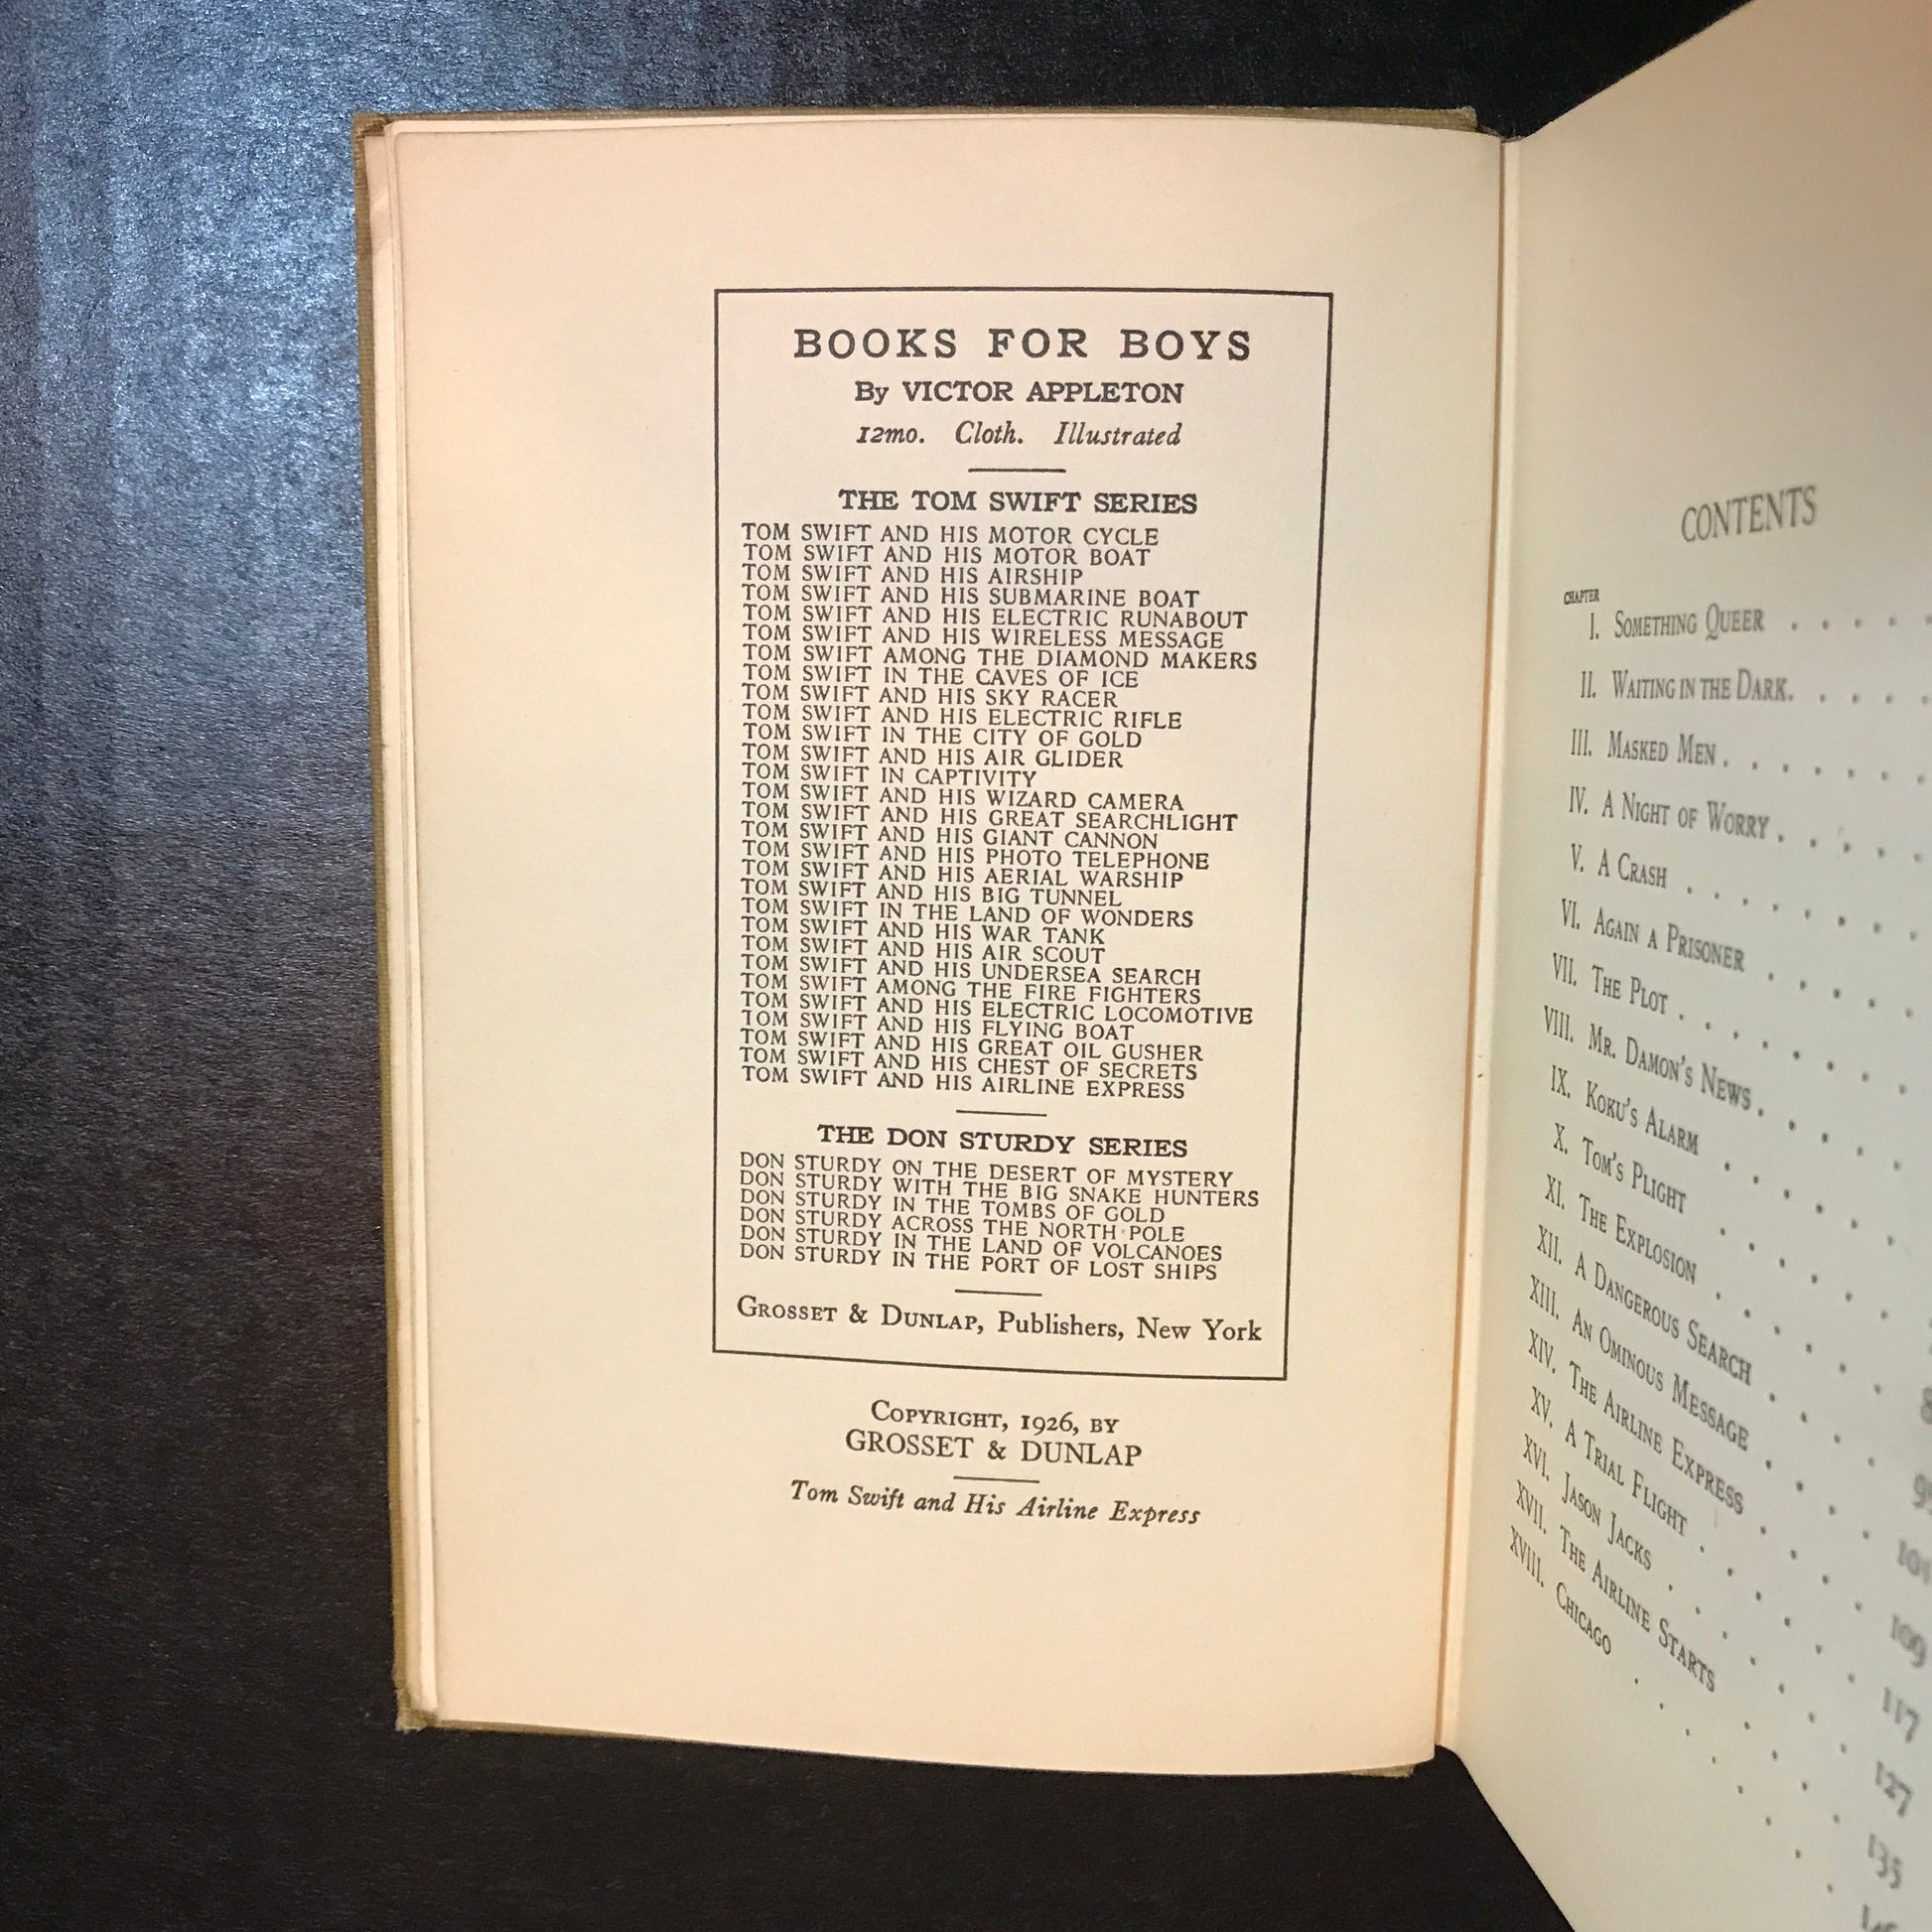 BOOKS FOR BOYS
By VICTOR APPLETON
12mo. Cloth. Illustrated
THE TOM SWIFT SERIES
TOM SWIFT AND HIS MOTOR CYCLE
TOM SWIFT AND HIS MOTOR BOAT
TOM SWIFT AND HIS AIRSHIP
TOM SWIFT AND HIS SUBMARINE BOAT
TOM SWIFT AND HIS ELECTRIC RUNABOUT
TOM SWIFT AND HIS WIRELESS MESSAGE
TOM SWIFT AMONG THE DIAMOND MAKERS
TOM SWIFT IN THE CAVES OF ICE
TOM SWIFT AND HIS SKY RACER
TOM SWIFT AND HIS ELECTRIC RIFLE
TOM SWIFT IN THE CITY OF GOLD
TOM SWIFT AND HIS AIR GLIDER
TOM SWIFT IN CAPTIVITY
TOM SWIFT AND HIS WIZARD CAMERA
TOM SWIFT AND HIS GREAT SEARCHLIGHT
TOM SWIFT AND HIS GIANT CANNON
TOM SWIFT AND HIS PHOTO TELEPHONE
TOM SWIFT AND HIS AERIAL WARSHIP
TOM SWIFT AND HIS BIG TUNNEL
TOM SWIFT IN THE LAND OF WONDERS
TOM SWIFT AND HIS WAR TANK
TOM SWIFT AND HIS AIR SCOUT
TOM SWIFT AND HIS UNDERSEA SEARCH
TOM SWIFT AMONG THE FIRE FIGHTERS
TOM SWIFT AND HIS ELECTRIC LOCOMOTIVE
TOM SWIFT AND HIS FLYING BOAT
TOM SWIFT AND HIS GREAT OIL GUSHER
TOM SWIFT AND HIS CHEST OF SECRETS
TOM SWIFT AND HIS AIRLINE EXPRESS
THE DON STURDY SERIES
DON STURDY ON THE DESERT OF MYSTERY
DON STURDY WITH THE BIG SNAKE HUNTERS
DON STURDY IN THE TOMBS OF GOLD
DON STURDY ACROSS THE NORTH POLE
DON STURDY IN THE LAND OF VOLCANOES
DON STURDY IN THE PORT OF LOST SHIPS
GROSSET & DUNLAP, Publishers, New York
COPYRIGHT, 1926, BY
GROSSET & DUNLAP
Tom Swift and His Airline Express
CONTENTS
CHAPTER
I. SOMETHING QUEER . . . .
II. WAITING IN THE DARK. . . . .
III. MASKED MEN . . . . . . .
IV. A NIGHT OF WORRY . . . . .
V. A CRASH . . . . . . . .
VI. AGAIN A PRISONER . . . . . .
VII. THE PLOT . . . . . . . .
VIII. MR. DAMON'S NEWS . . . . .
IX. KOKU'S ALARM . . . . . .
X. TOM'S PLIGHT . . . . . .
XI. THE EXPLOSION . . . . . .
XII. A DANGEROUS SEARCH . . . . .
XIII. AN OMINOUS MESSAGE . . . .
XIV. THE AIRLINE EXPRESS . . . . 101
XV. A TRIAL FLIGHT . . . . . . 109
XVI. JASON JACKS . . . . . . 117
XVII. THE AIRLINE STARTS . . . . 127
XVIII. CHICAGO . . . . . . . 135